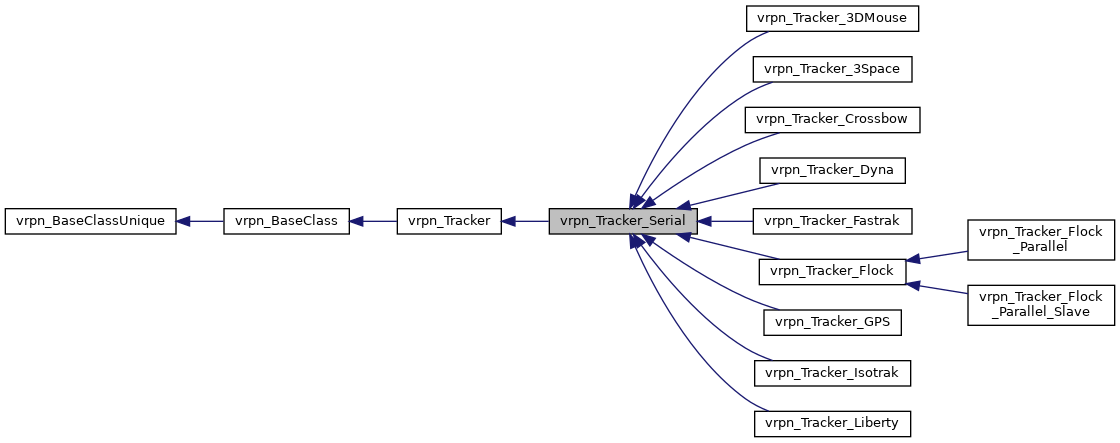 vrpn_Tracker_3DMouse
vrpn_Tracker_3Space
vrpn_Tracker_Crossbow
vrpn_Tracker_Dyna
vrpn_BaseClassUnique
vrpn_BaseClass
vrpn_Tracker
vrpn_Tracker_Serial
vrpn_Tracker_Fastrak
vrpn_Tracker_Flock
_Parallel
vrpn_Tracker_Flock
vrpn_Tracker_Flock
_Parallel_Slave
vrpn_Tracker_GPS
vrpn_Tracker_Isotrak
vrpn_Tracker_Liberty